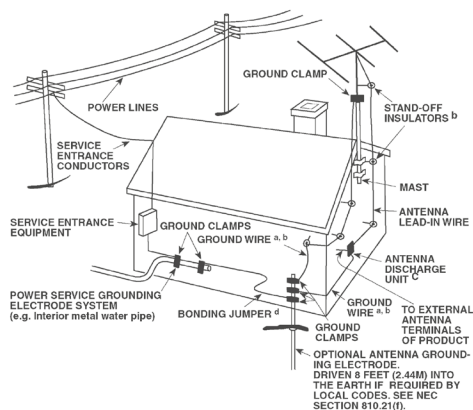 GROUND CLAMP
POWER LINES
STAND-OFF
INSULATORS b
SERVICE
ENTRANCE
CONDUCTORS
MAST
ANTENNA
LEAD-IN WIRE
SERVICE ENTRANCE
EQUIPMENT
GROUND CLAMPS
GROUND WIRE a, b
ANTENNA
DISCHARGE
UNIT C
POWER SERVICE GROUNDING
ELECTRODE SYSTEM
(e.g. Interior metal water pipe)
BONDING JUMPER d
GROUND
WIRE a, b
GROUND
CLAMPS
TO EXTERNAL
ANTENNA
TERMINALS
OF PRODUCT
OPTIONAL ANTENNA GROUND-
ING ELECTRODE.
DRIVEN 8 FEET (2.44M) INTO
THE EARTH IF REQUIRED BY
LOCAL CODES. SEE NEC
SECTION 810.21(f).